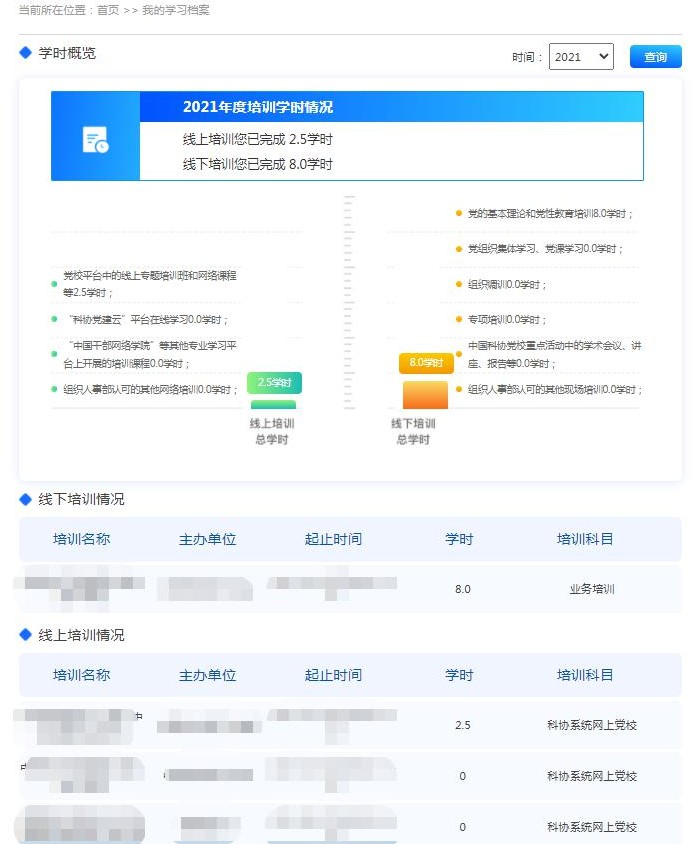 当前所在位置：首页 >> 我的学习档案
学时概览
时间： 2021 查询
2021年度培训学时情况
线上培训您已完成 2.5学时
线下培训您已完成 8.0学时
党校平台中的线上专题培训班和网络课程
等2.5学时；
“科协党建云”平台在线学习0.0学时；
“中国干部网络学院”等其他专业学习平
台上开展的培训课程0.0学时；
组织人事部认可的其他网络培训0.0学时；
2.5学时
线上培训
总学时
党的基本理论和党性教育培训8.0学时；
党组织集体学习、党课学习0.0学时；
组织调训0.0学时；
专项培训0.0学时；
中国科协党校重点活动中的学术会议、讲
座、报告等0.0学时；
组织人事部认可的其他现场培训0.0学时；
8.0学时
线下培训
总学时
线下培训情况
培训名称 主办单位 起止时间 学时 培训科目
8.0 业务培训
线上培训情况
培训名称 主办单位 起止时间 学时 培训科目
2.5 科协系统网上党校
0 科协系统网上党校
0 科协系统网上党校